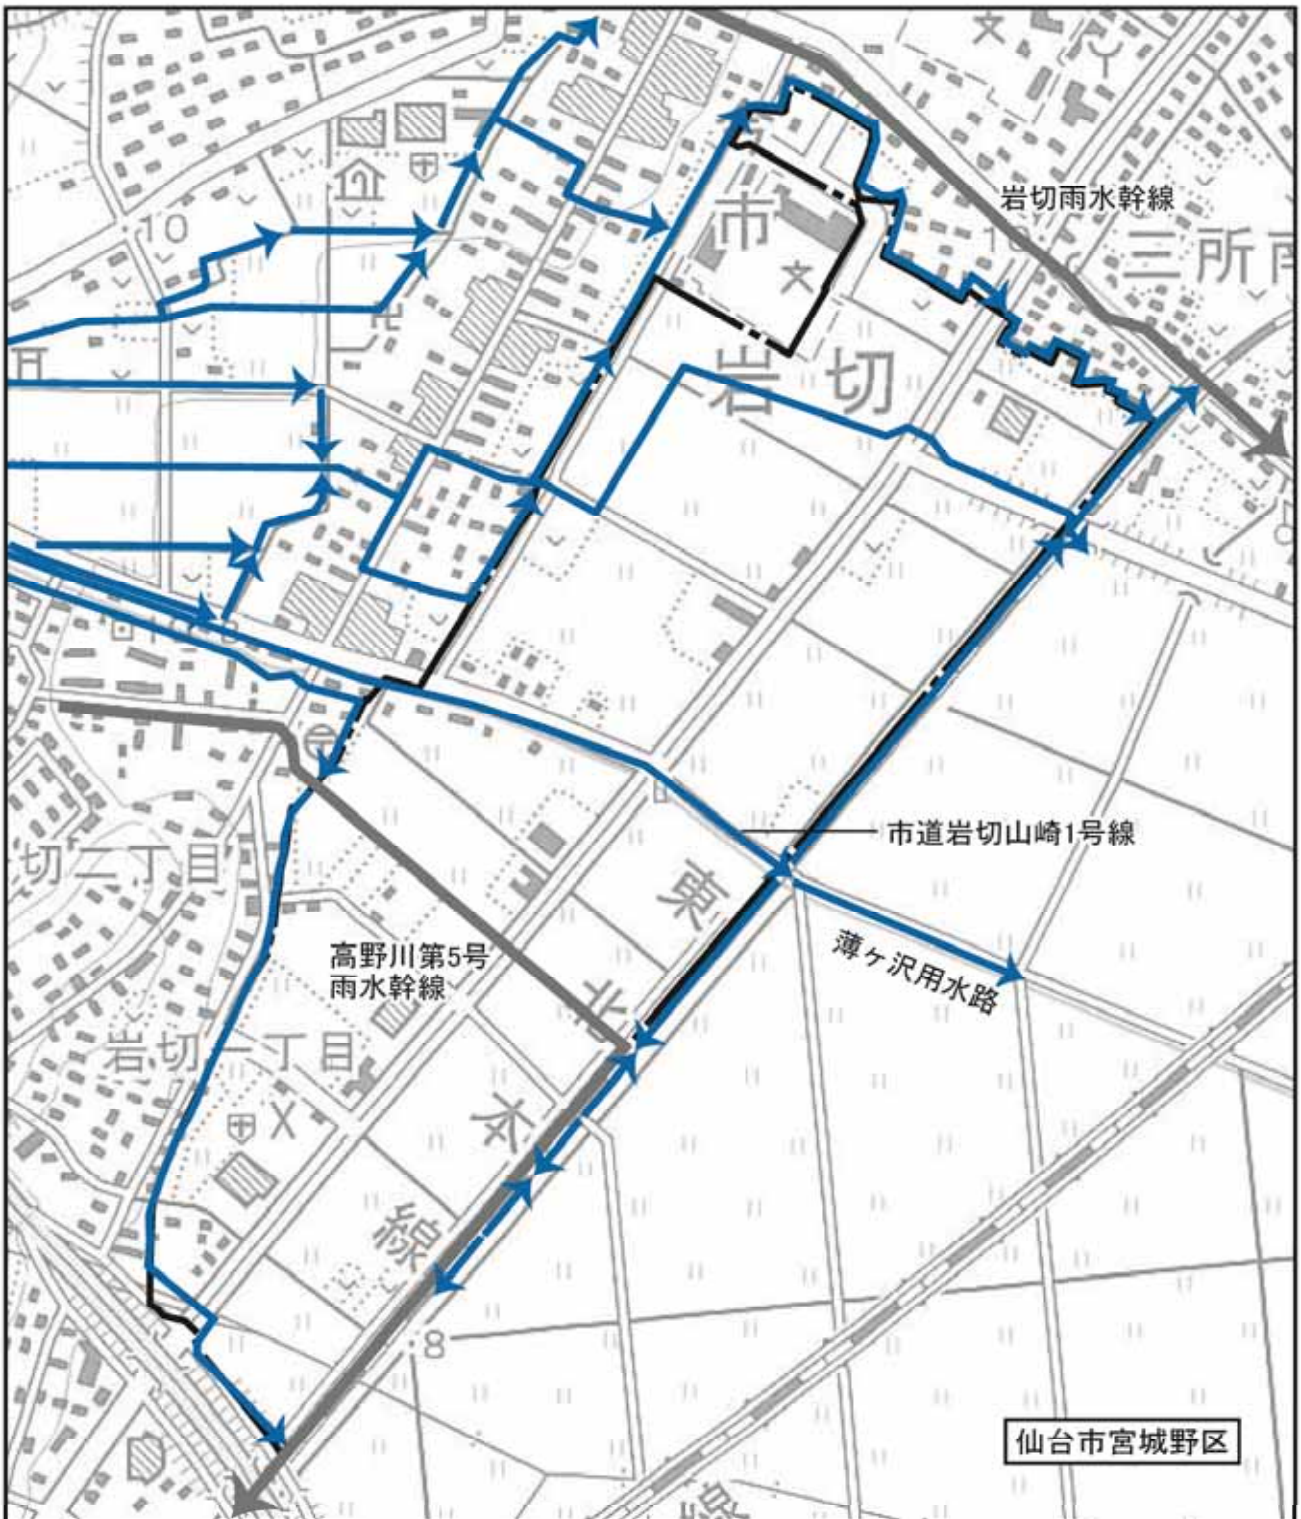 岩切雨水幹線
10
市
10
三所南
岩切
市道岩切山崎1号線
切二丁目
東
薄ヶ沢用水路
高野川第5号
雨水幹線
北
岩切一丁目
本
線
8
仙台市宮城野区